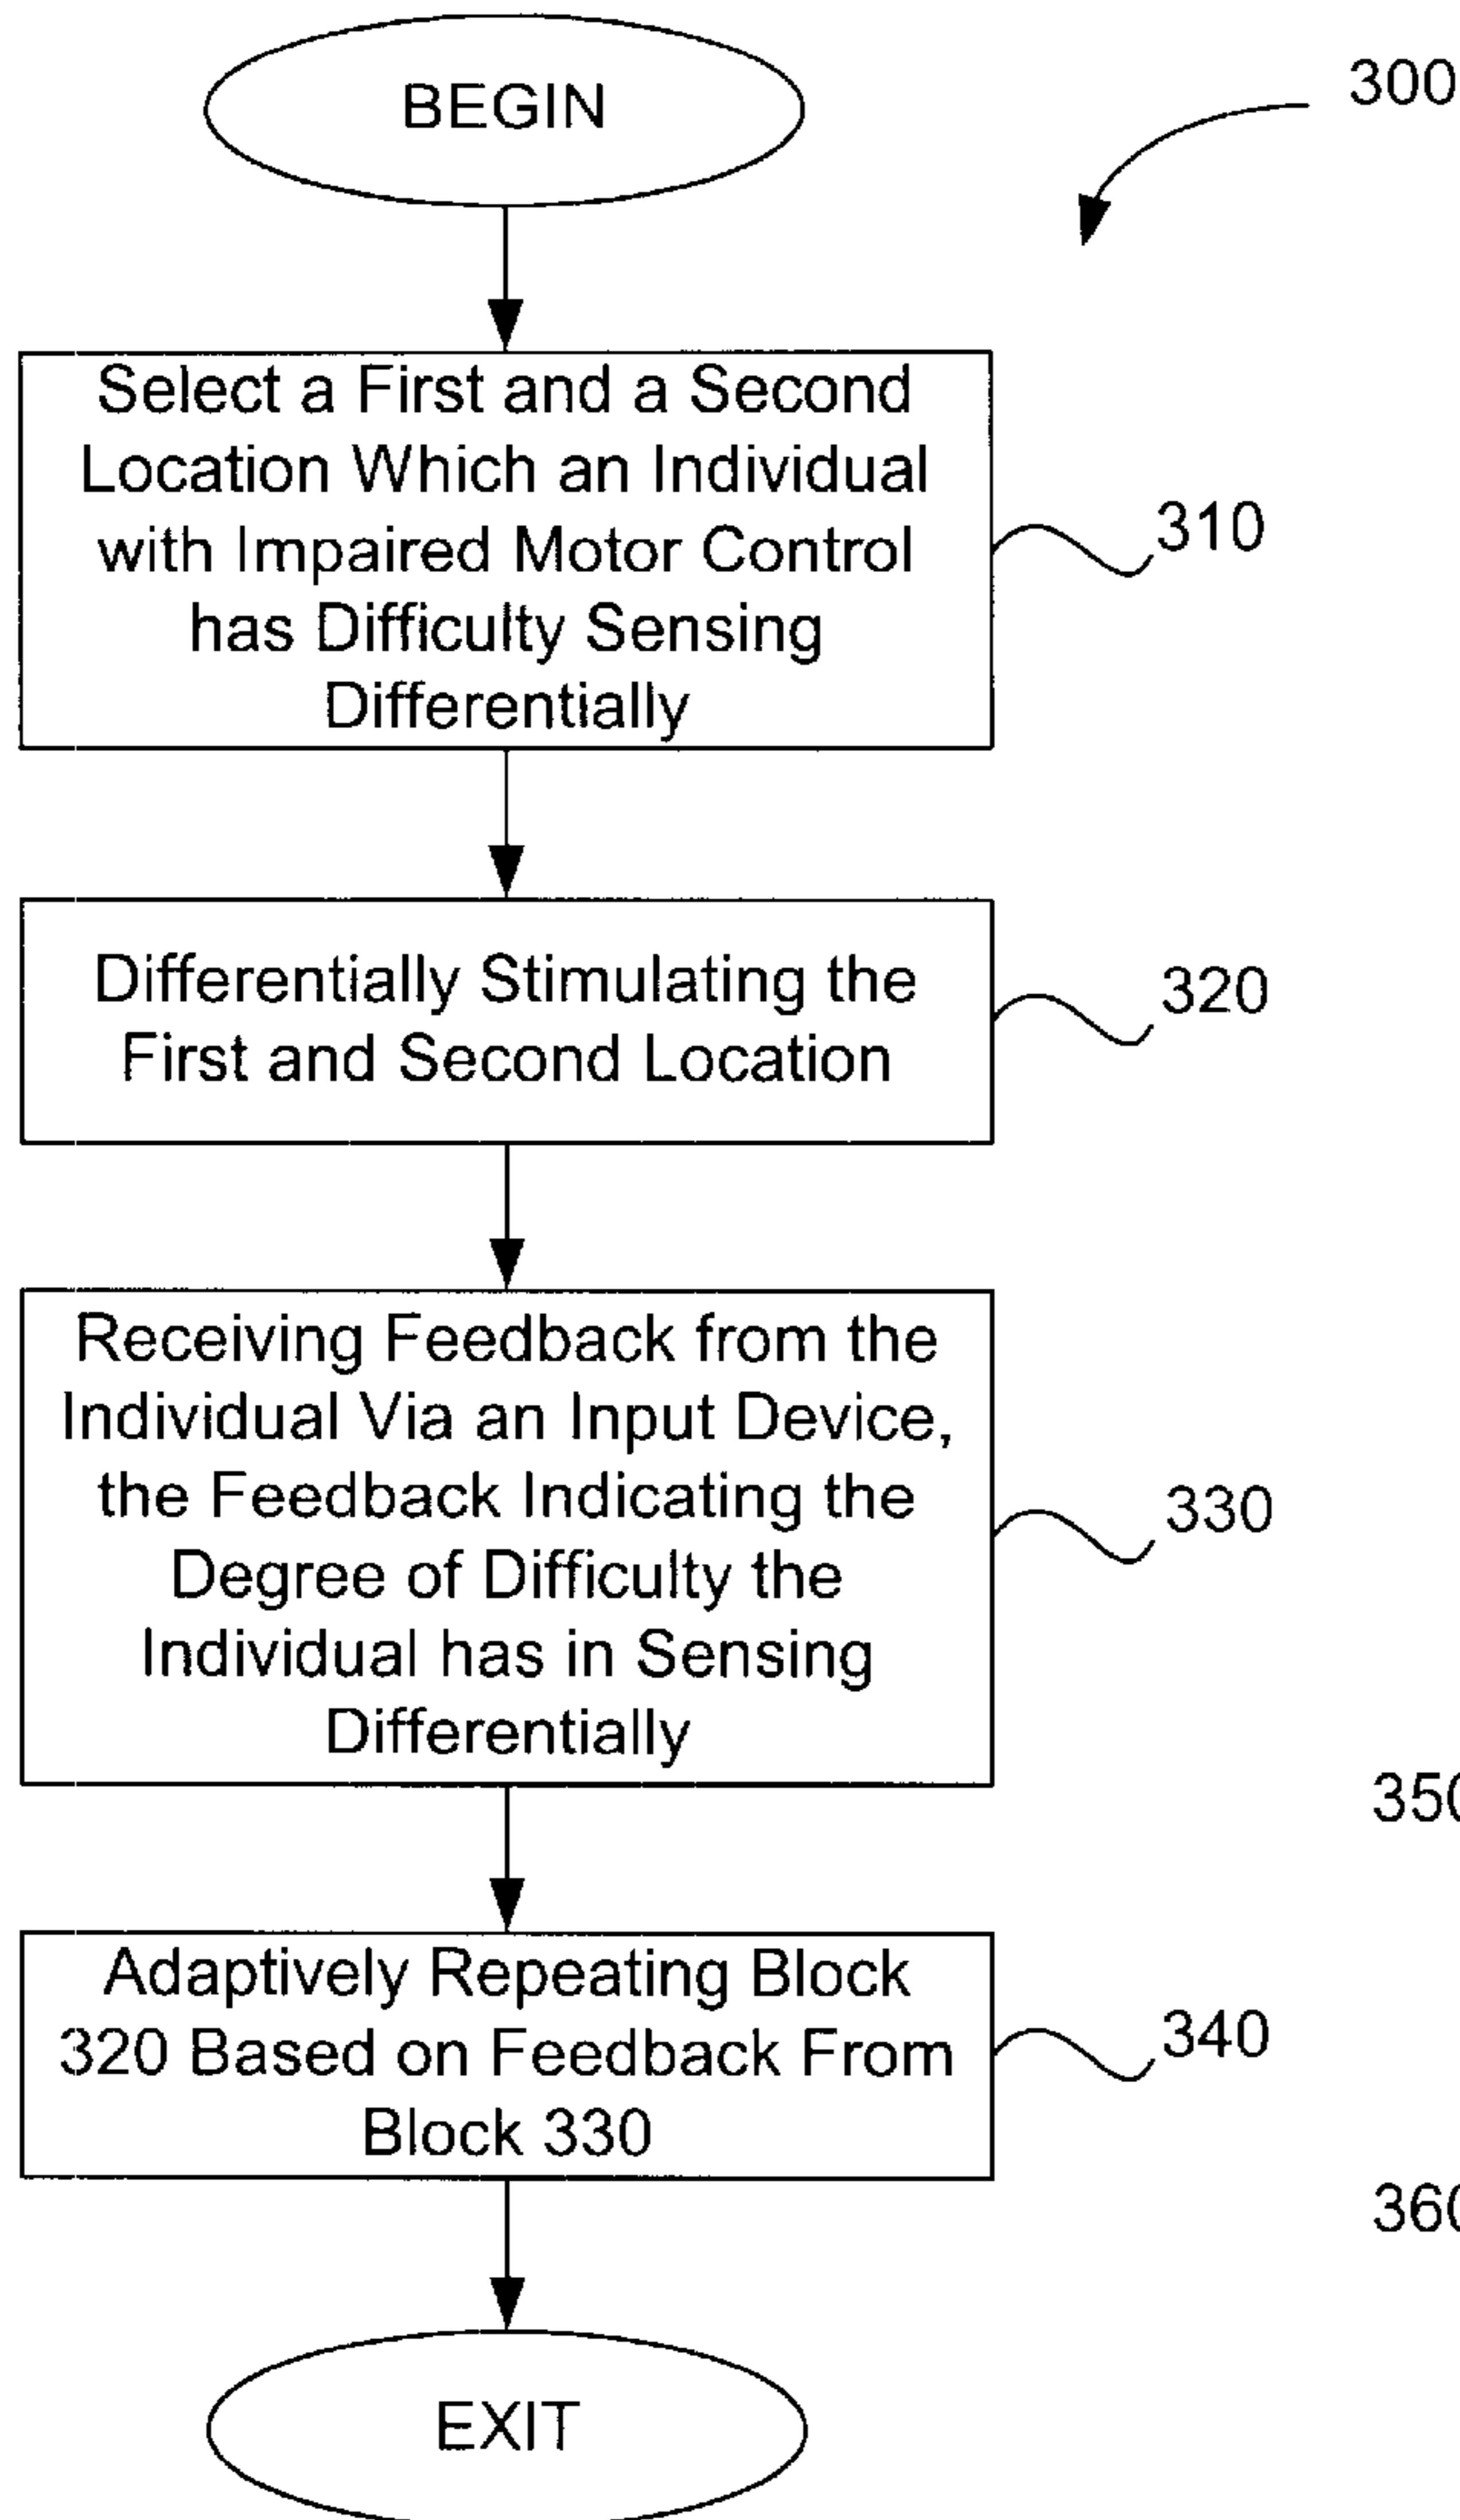 BEGIN
300
Select a First and a Second
Location Which an Individual
with Impaired Motor Control
has Difficulty Sensing
Differentially
310
Differentially Stimulating the
First and Second Location
320
Receiving Feedback from the
Individual Via an Input Device,
the Feedback Indicating the
Degree of Difficulty the
Individual has in Sensing
Differentially
330
Adaptively Repeating Block
320 Based on Feedback From
Block 330
340
EXIT